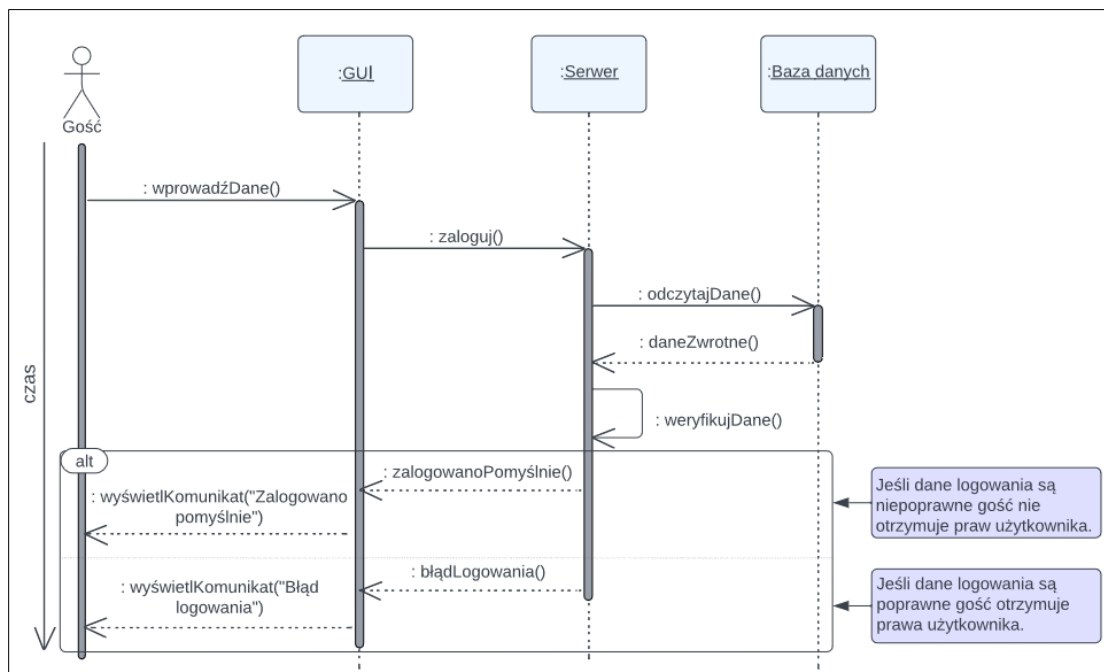 :GUI
:Serwer
:Baza danych
Gość
: wprowadźDane()
: zaloguj()
: odczytajDane()
: daneZwrotne()
czas
: weryfikujDane()
alt
: zalogowanoPomyślnie()
: wyświetlKomunikat("Zalogowano
pomyślnie")
Jeśli dane logowania są
niepoprawne gość nie
otrzymuje praw użytkownika.
: błądLogowania()
: wyświetlKomunikat("Błąd
logowania")
Jeśli dane logowania są
poprawne gość otrzymuje
prawa użytkownika.